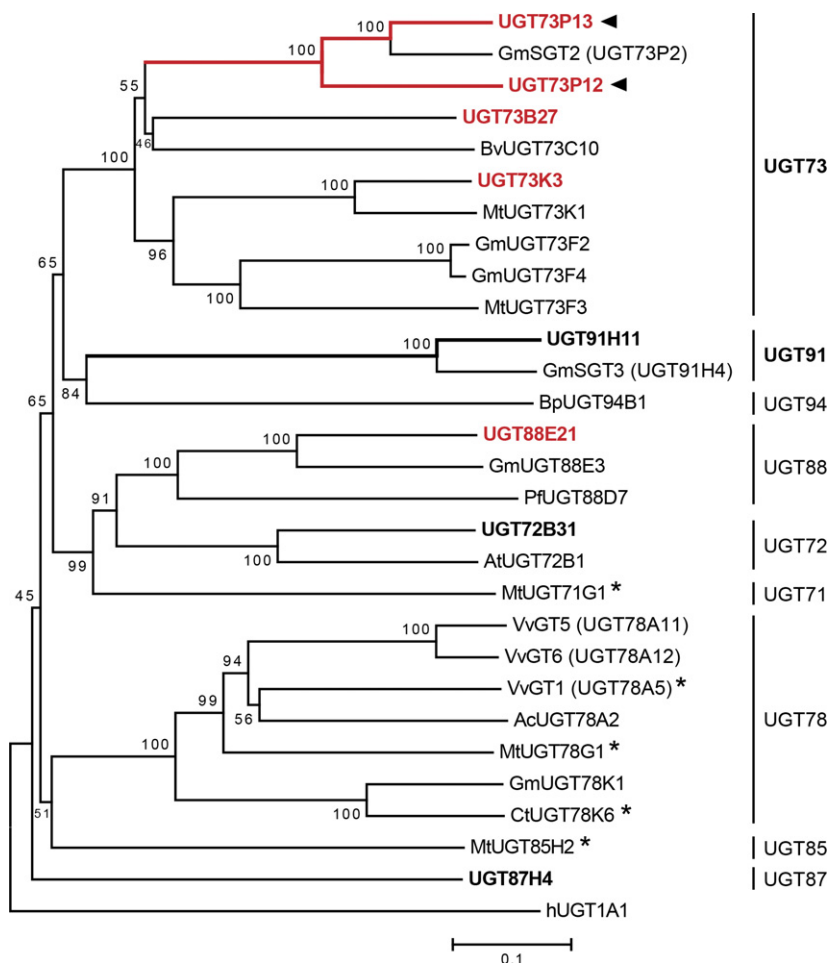 UGT73P13 ◄
100
100
GmSGT2 (UGT73P2)
UGT73P12 ◄
55
UGT73B27
46
BvUGT73C10
100
UGT73
UGT73K3
100
MtUGT73K1
96
GmUGT73F2
100
GmUGT73F4
100
MtUGT73F3
65
UGT91H11
100
UGT91
GmSGT3 (UGT91H4)
84
BpUGT94B1
UGT94
65
UGT88E21
100
100
GmUGT88E3
UGT88
PfUGT88D7
91
UGT72B31
UGT72
100
AtUGT72B1
99
MtUGT71G1 *
UGT71
45
VvGT5 (UGT78A11)
100
VvGT6 (UGT78A12)
94
VvGT1 (UGT78A5) *
99
56
AcUGT78A2
UGT78
100
MtUGT78G1 *
GmUGT78K1
100
CtUGT78K6 *
51
MtUGT85H2 *
UGT85
UGT87H4
UGT87
hUGT1A1
0.1